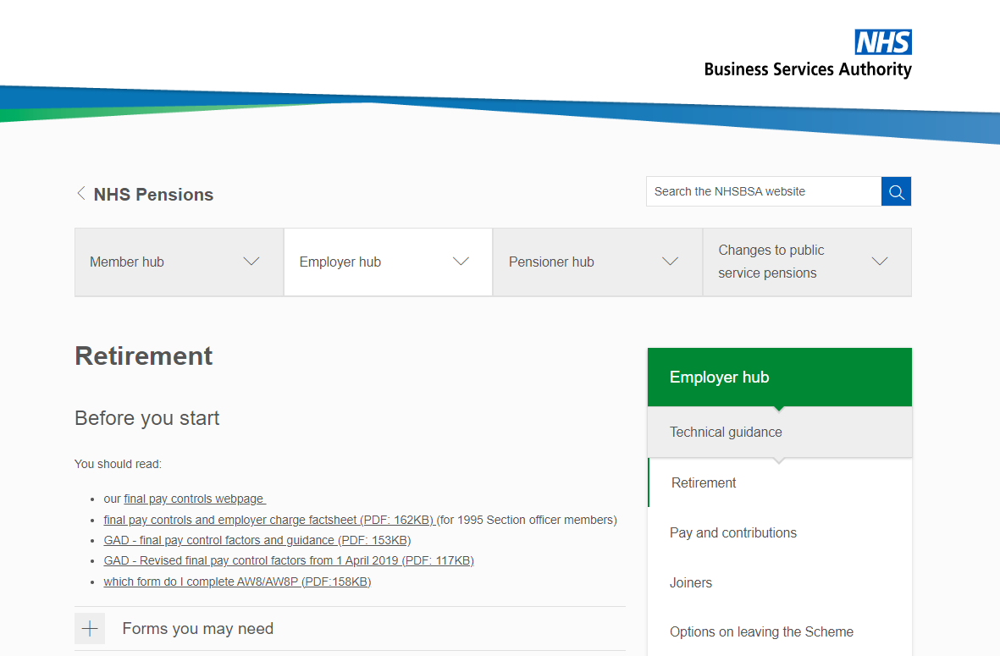 NHS
Business Services Authority
NHS Pensions
Search the NHSBSA website
Member hub
Employer hub
Pensioner hub
Changes to public
service pensions
Retirement
Before you start
You should read:
our final pay controls webpage
final pay controls and employer charge factsheet (PDF: 162KB) (for 1995 Section officer members)
GAD - final pay control factors and guidance (PDF: 153KB)
GAD - Revised final pay control factors from 1 April 2019 (PDF: 117KB)
which form do I complete AW8/AW8P (PDF:158KB)
Forms you may need
Employer hub
Technical guidance
Retirement
Pay and contributions
Joiners
Options on leaving the Scheme